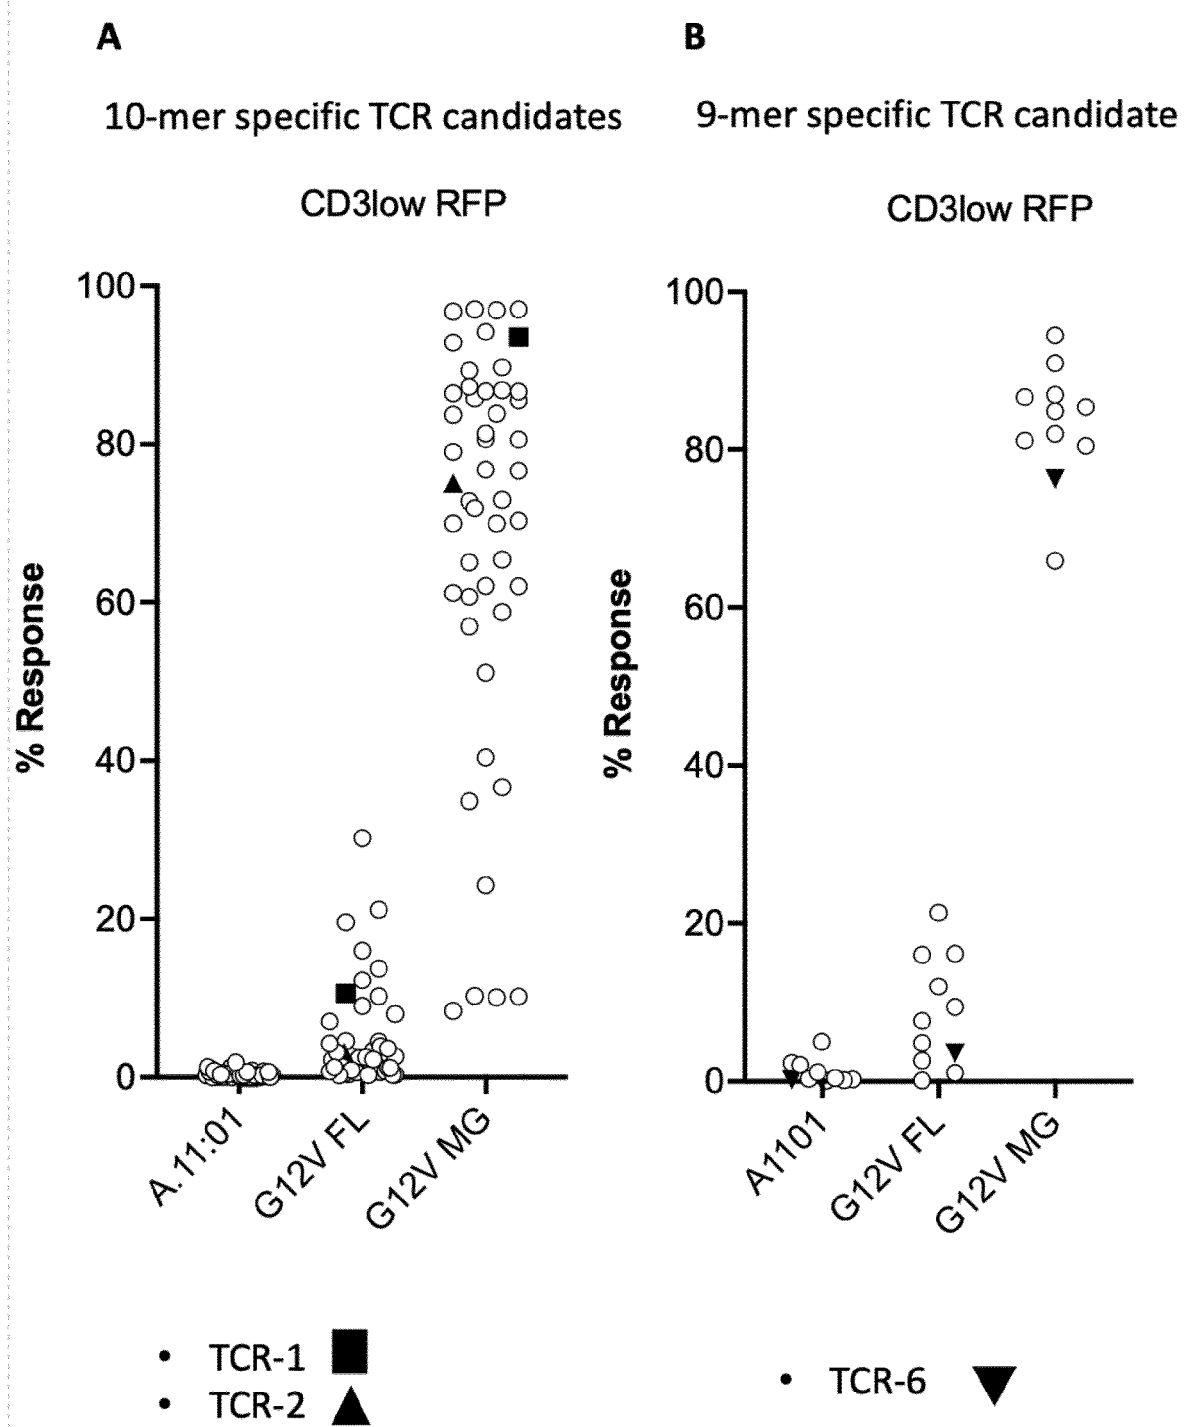 A
10-mer specific TCR candidates
CD3low RFP
% Response
100
80
60
40
20
0
A.11:01
G12V FL
G12V MG
• TCR-1
• TCR-2
B
9-mer specific TCR candidate
CD3low RFP
% Response
100
80
60
40
20
0
A1101
G12V FL
G12V MG
• TCR-6